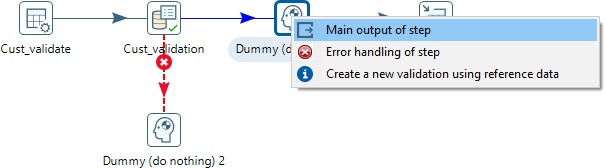 Main output of step
Error handling of step
Create a new validation using reference data
Cust_validate
Cust_validation
Dummy (d
Dummy (do nothing) 2